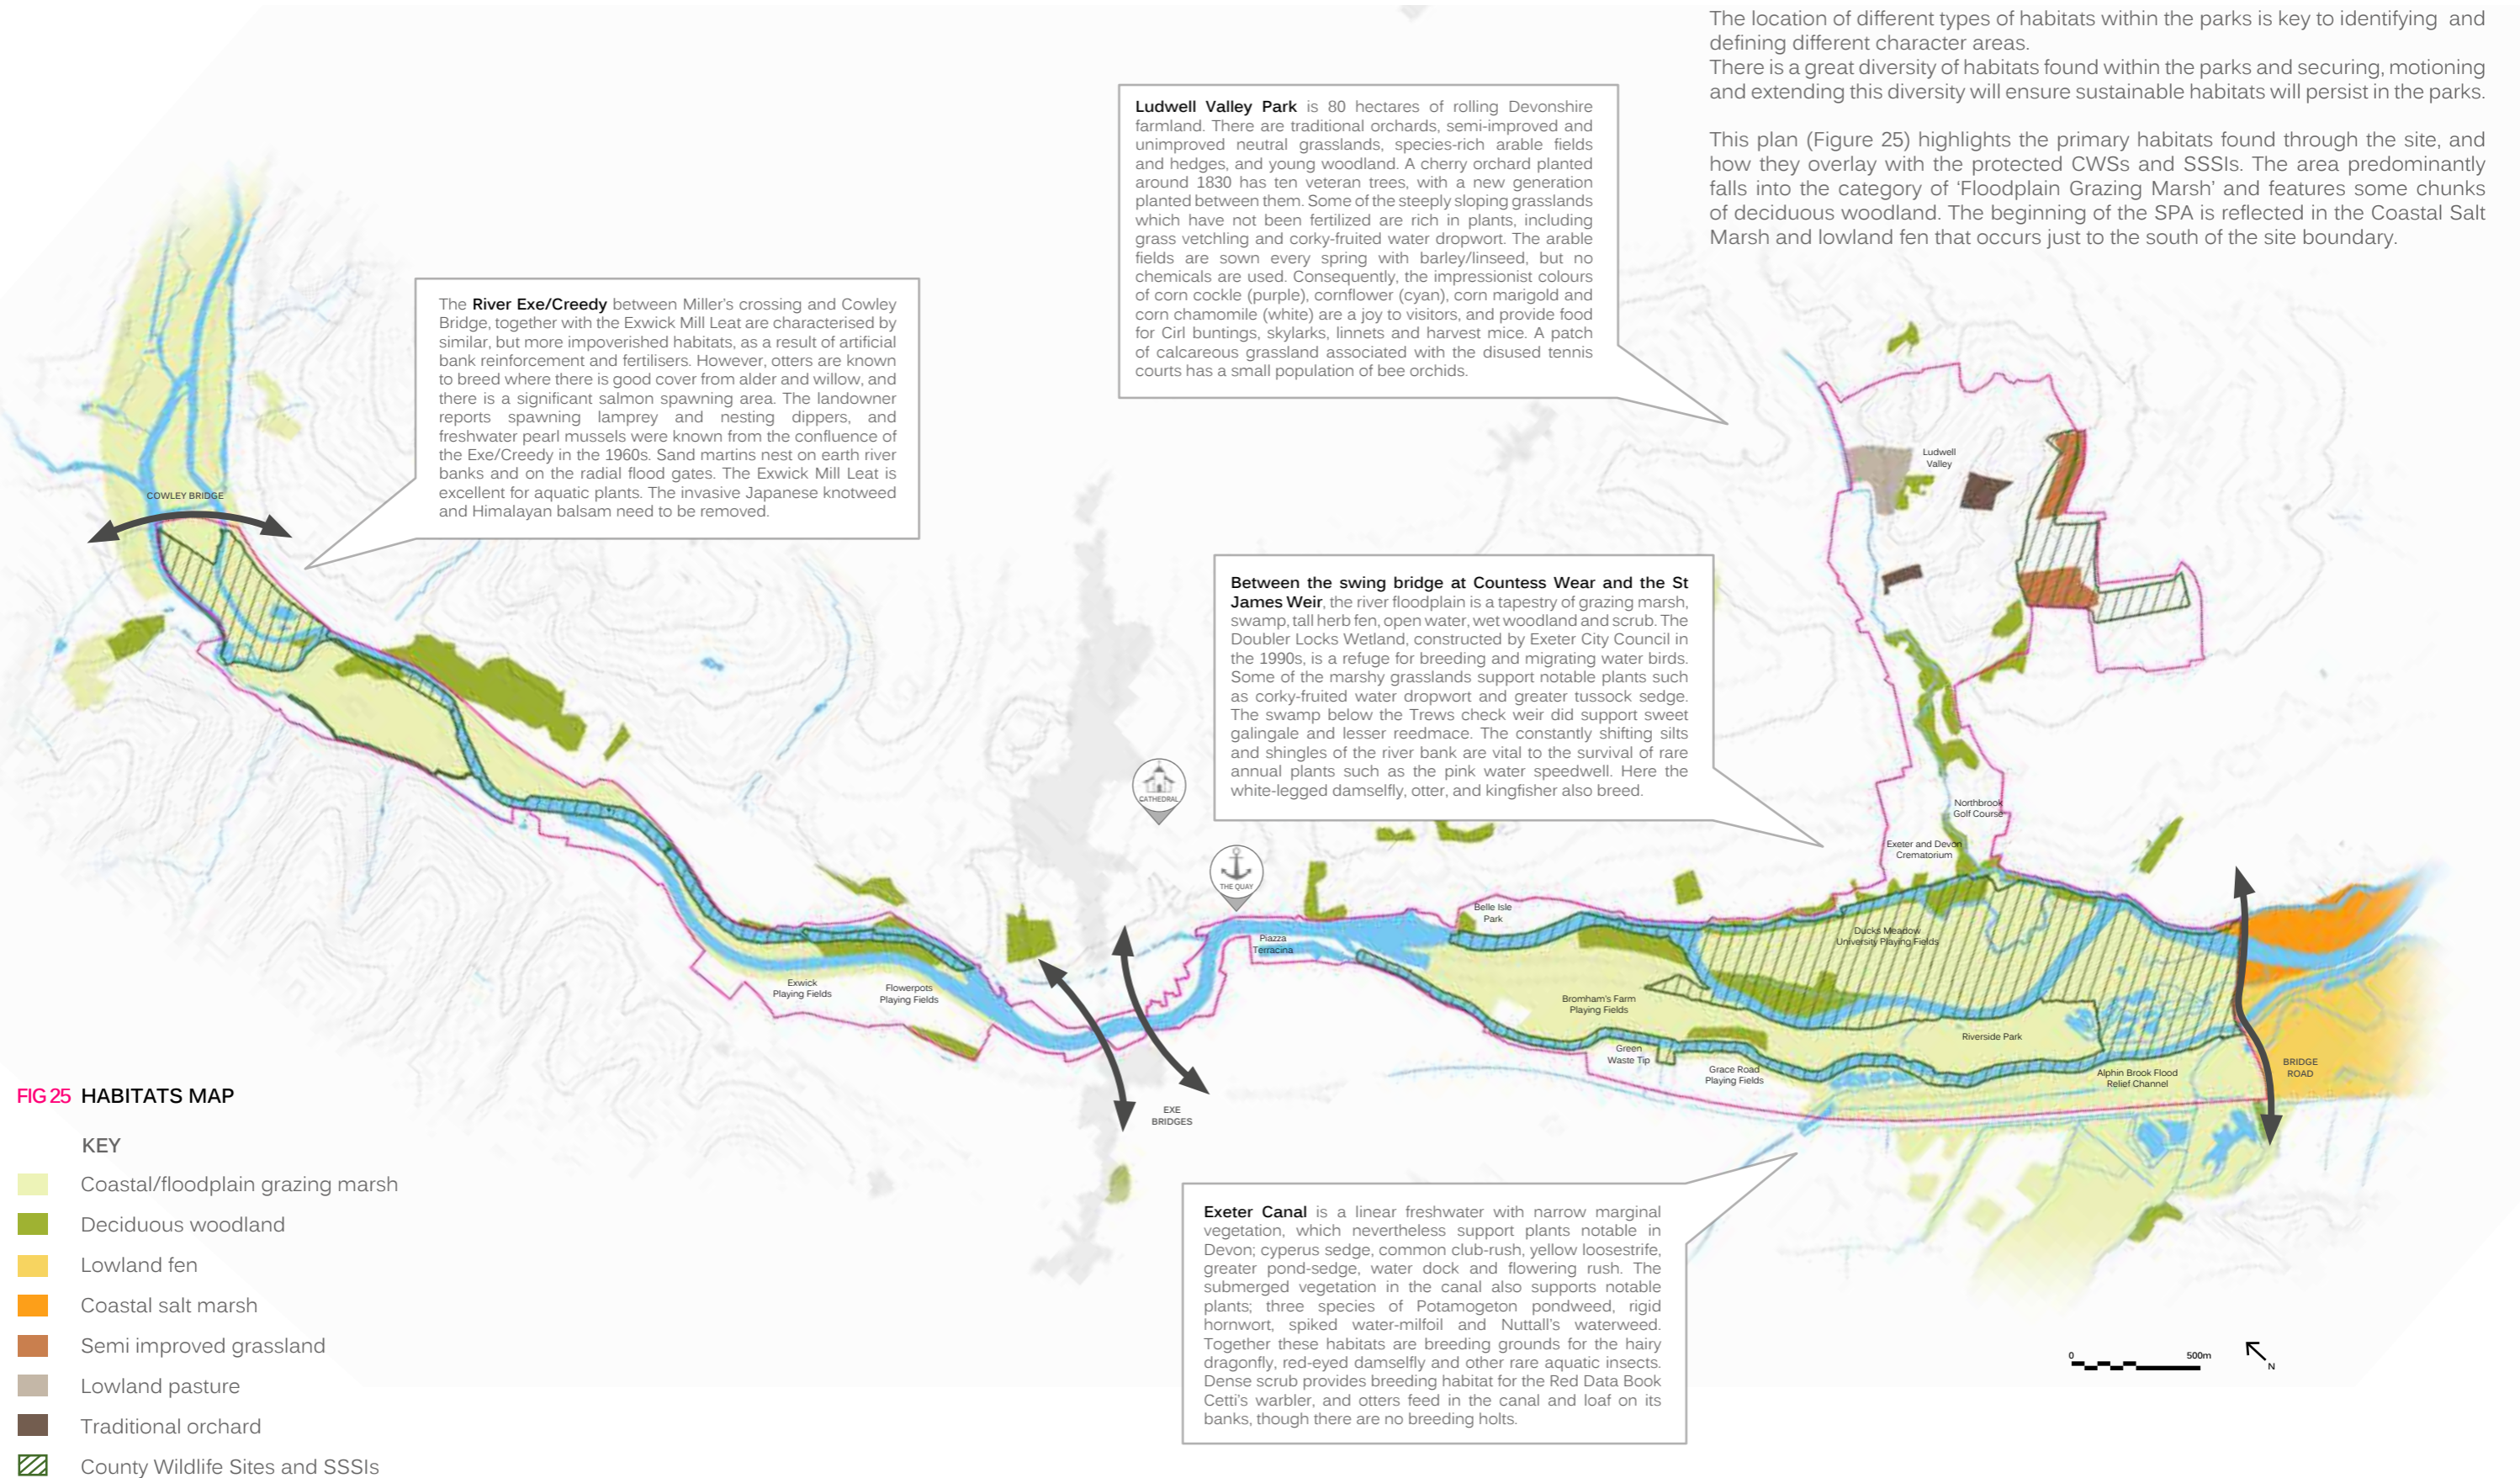 The location of different types of habitats within the parks is key to identifying and
defining different character areas.
There is a great diversity of habitats found within the parks and securing, motioning
and extending this diversity will ensure sustainable habitats will persist in the parks.
This plan (Figure 25) highlights the primary habitats found through the site, and
how they overlay with the protected CWSs and SSSIs. The area predominantly
falls into the category of ‘Floodplain Grazing Marsh’ and features some chunks
of deciduous woodland. The beginning of the SPA is reflected in the Coastal Salt
Marsh and lowland fen that occurs just to the south of the site boundary.
Ludwell Valley Park is 80 hectares of rolling Devonshire
farmland. There are traditional orchards, semi-improved and
unimproved neutral grasslands, species-rich arable fields
and hedges, and young woodland. A cherry orchard planted
around 1830 has ten veteran trees, with a new generation
planted between them. Some of the steeply sloping grasslands
which have not been fertilized are rich in plants, including
grass vetchling and corky-fruited water dropwort. The arable
fields are sown every spring with barley/linseed, but no
chemicals are used. Consequently, the impressionist colours
of corn cockle (purple), cornflower (cyan), corn marigold and
corn chamomile (white) are a joy to visitors, and provide food
for Cirl buntings, skylarks, linnets and harvest mice. A patch
of calcareous grassland associated with the disused tennis
courts has a small population of bee orchids.
The River Exe/Creedy between Miller's crossing and Cowley
Bridge, together with the Exwick Mill Leat are characterised by
similar, but more impoverished habitats, as a result of artificial
bank reinforcement and fertilisers. However, otters are known
to breed where there is good cover from alder and willow, and
there is a significant salmon spawning area. The landowner
reports spawning lamprey and nesting dippers, and
freshwater pearl mussels were known from the confluence of
the Exe/Creedy in the 1960s. Sand martins nest on earth river
banks and on the radial flood gates. The Exwick Mill Leat is
excellent for aquatic plants. The invasive Japanese knotweed
and Himalayan balsam need to be removed.
COWLEY BRIDGE
Ludwell
Valley
Between the swing bridge at Countess Wear and the St
James Weir, the river floodplain is a tapestry of grazing marsh,
swamp, tall herb fen, open water, wet woodland and scrub. The
Doubler Locks Wetland, constructed by Exeter City Council in
the 1990s, is a refuge for breeding and migrating water birds.
Some of the marshy grasslands support notable plants such
as corky-fruited water dropwort and greater tussock sedge.
The swamp below the Trews check weir did support sweet
galingale and lesser reedmace. The constantly shifting silts
and shingles of the river bank are vital to the survival of rare
annual plants such as the pink water speedwell. Here the
white-legged damselfly, otter, and kingfisher also breed.
CATHEDRAL
THE QUAY
Northbrook
Golf Course
Exeter and Devon
Crematorium
Belle Isle
Park
Piazza
Terracina
Ducks Meadow
University Playing Fields
Exwick
Playing Fields
Flowerpots
Playing Fields
Bromham's Farm
Playing Fields
Riverside Park
Green
Waste Tip
Grace Road
Playing Fields
Alphin Brook Flood
Relief Channel
BRIDGE
ROAD
EXE
BRIDGES
Exeter Canal is a linear freshwater with narrow marginal
vegetation, which nevertheless support plants notable in
Devon; cyperus sedge, common club-rush, yellow loosestrife,
greater pond-sedge, water dock and flowering rush. The
submerged vegetation in the canal also supports notable
plants; three species of Potamogeton pondweed, rigid
hornwort, spiked water-milfoil and Nuttall's waterweed.
Together these habitats are breeding grounds for the hairy
dragonfly, red-eyed damselfly and other rare aquatic insects.
Dense scrub provides breeding habitat for the Red Data Book
Cetti's warbler, and otters feed in the canal and loaf on its
banks, though there are no breeding holts.
FIG 25 HABITATS MAP
KEY
Coastal/floodplain grazing marsh
Deciduous woodland
Lowland fen
Coastal salt marsh
Semi improved grassland
Lowland pasture
Traditional orchard
County Wildlife Sites and SSSIs
0 500m
N